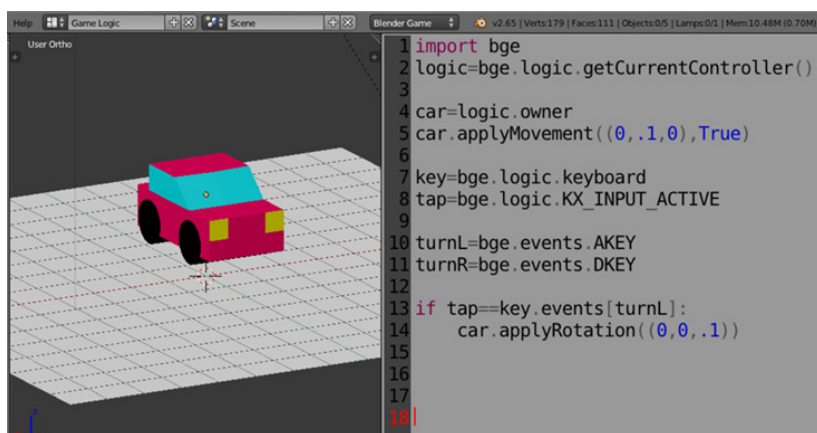 Help Game Logic Scene Blender Game v2.65 | Verts:179 | Faces:111 | Objects:0/5 | Lamps:0/1 | Mem:10.48M (0.70M)
User Ortho
1 import bge
2 logic=bge.logic.getCurrentController()
3
4 car=logic.owner
5 car.applyMovement((0,.1,0),True)
6
7 key=bge.logic.keyboard
8 tap=bge.logic.KX_INPUT_ACTIVE
9
10 turnL=bge.events.AKEY
11 turnR=bge.events.DKEY
12
13 if tap==key.events[turnL]:
14     car.applyRotation((0,0,.1))
15
16
17
18
z